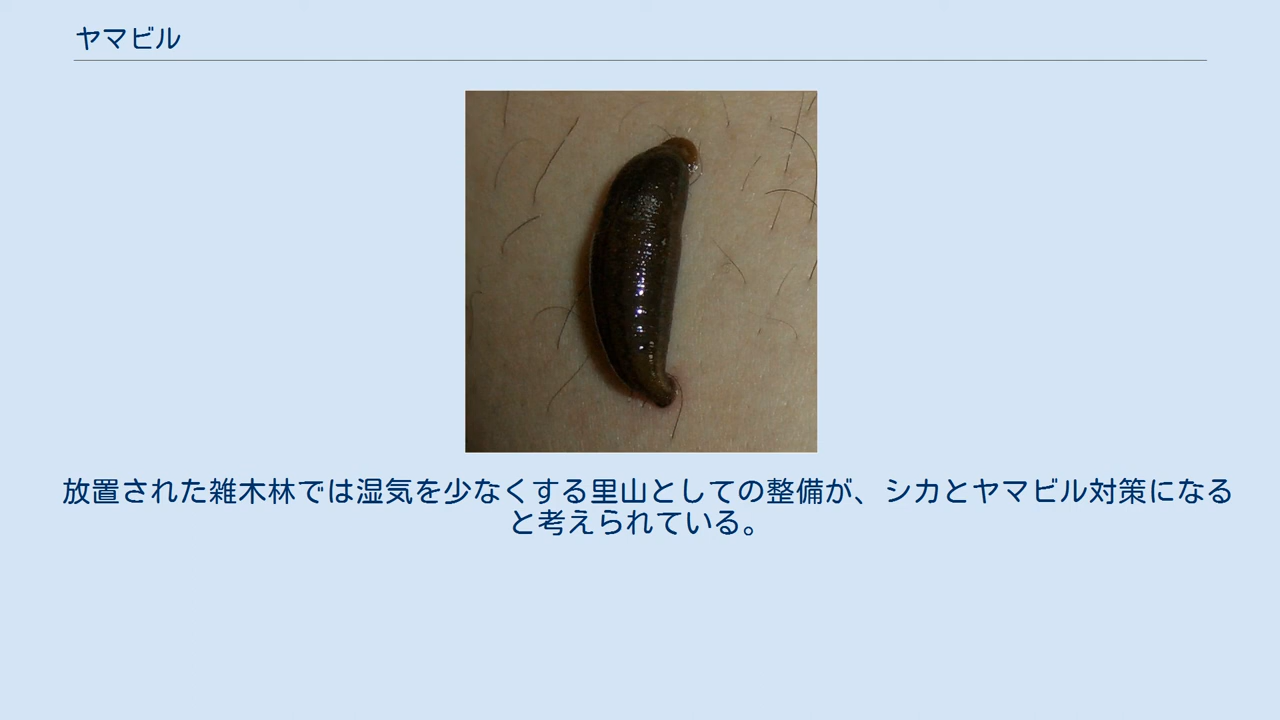 ヤマビル
放置された雑木林では湿気を少なくする里山としての整備が、シカとヤマビル対策になる
と考えられている。